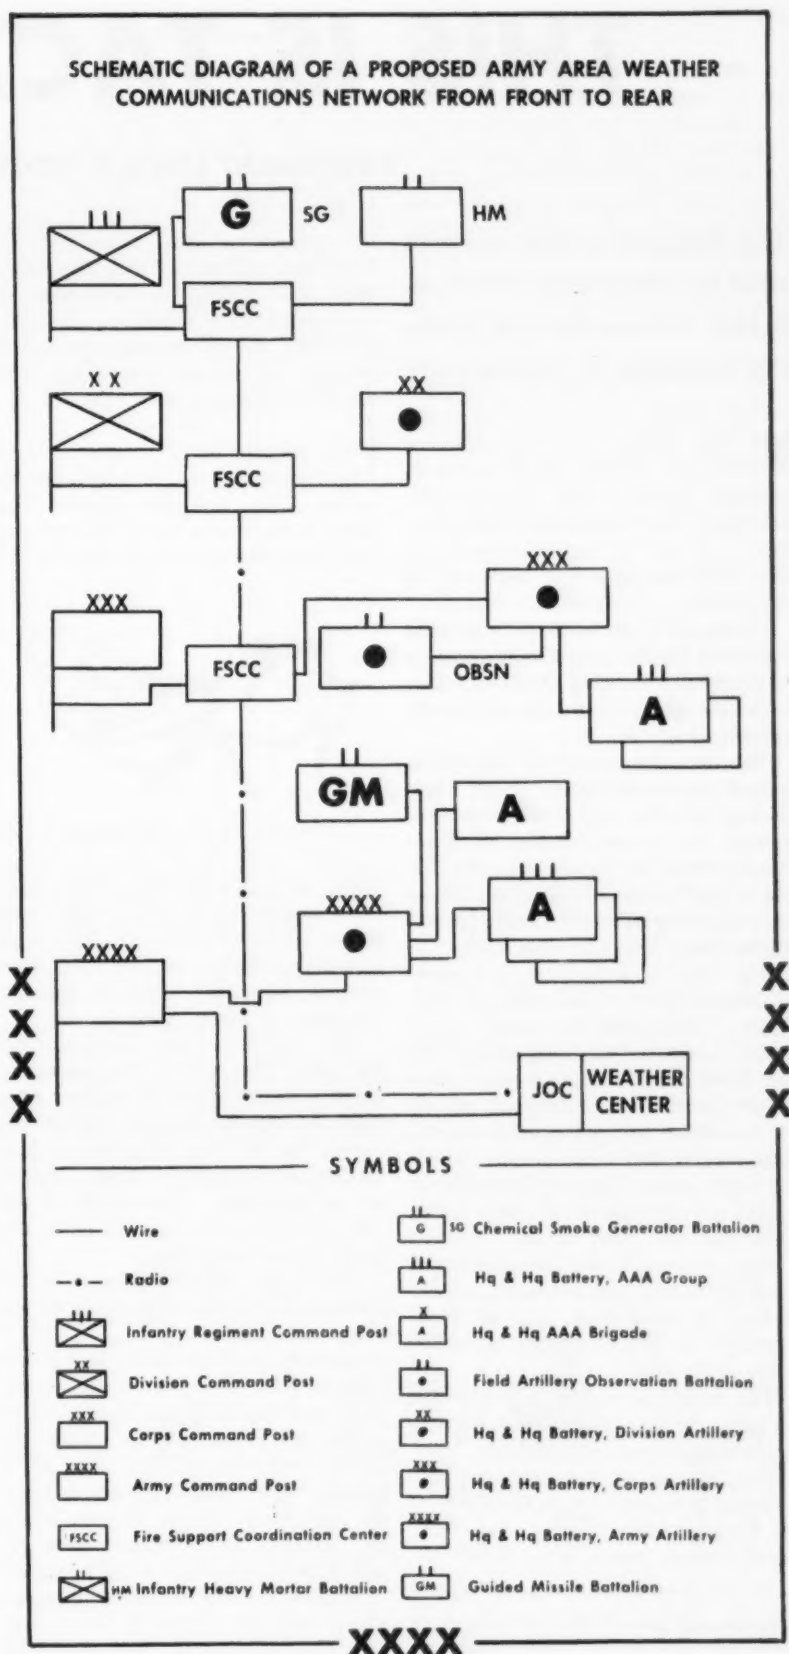 SCHEMATIC DIAGRAM OF A PROPOSED ARMY AREA WEATHER
COMMUNICATIONS NETWORK FROM FRONT TO REAR
G SG
HM
FSCC
X X
XX
FSCC
XXX
XXX
FSCC
OBSN
A
GM
A
XXXX
A
XXXX
X
X
X
X
X
X
X
X
JOC
WEATHER
CENTER
SYMBOLS
Wire
Radio
Infantry Regiment Command Post
XX
Division Command Post
XXX
Corps Command Post
XXXX
Army Command Post
FSCC Fire Support Coordination Center
HM Infantry Heavy Mortar Battalion
G SG Chemical Smoke Generator Battalion
A Hq & Hq Battery, AAA Group
X
A Hq & Hq AAA Brigade
Field Artillery Observation Battalion
XX
Hq & Hq Battery, Division Artillery
XXX
Hq & Hq Battery, Corps Artillery
XXXX
Hq & Hq Battery, Army Artillery
GM Guided Missile Battalion
XXXX